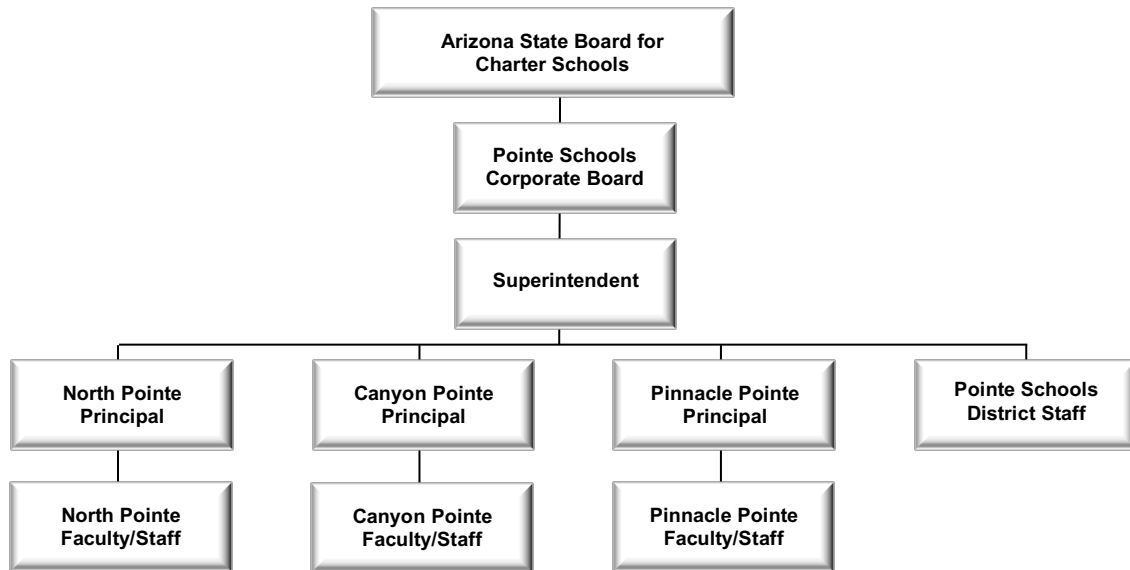 Arizona State Board for
Charter Schools
Pointe Schools
Corporate Board
Superintendent
North Pointe
Principal
Canyon Pointe
Principal
Pinnacle Pointe
Principal
Pointe Schools
District Staff
North Pointe
Faculty/Staff
Canyon Pointe
Faculty/Staff
Pinnacle Pointe
Faculty/Staff